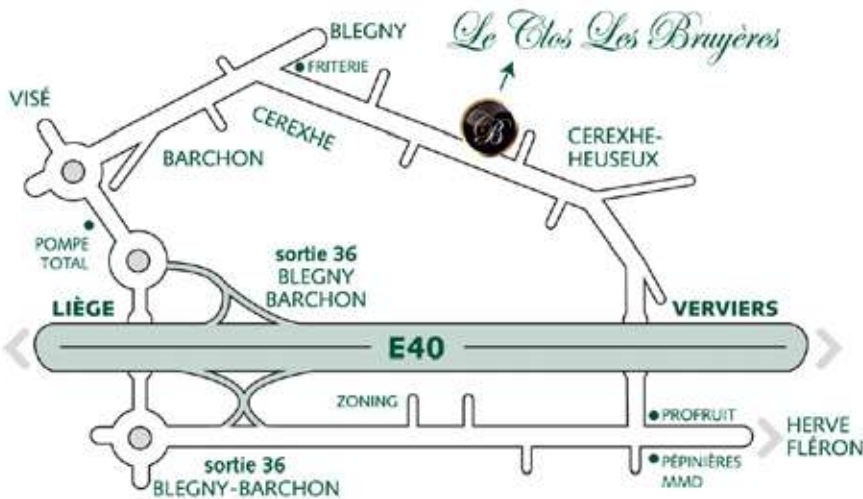 BLEGNY
Le Clos Les Bruyères
FRITERIE
VISÉ
CEREXHE
B
CEREXHE-
HEUSEUX
BARCHON
POMPE
TOTAL
sortie 36
BLEGNY
BARCHON
LIÈGE
VERVIERS
E40
ZONING
PROFRUIT
HERVE
FLÉRON
sortie 36
BLEGNY-BARCHON
PÉPINIÈRES
MMD